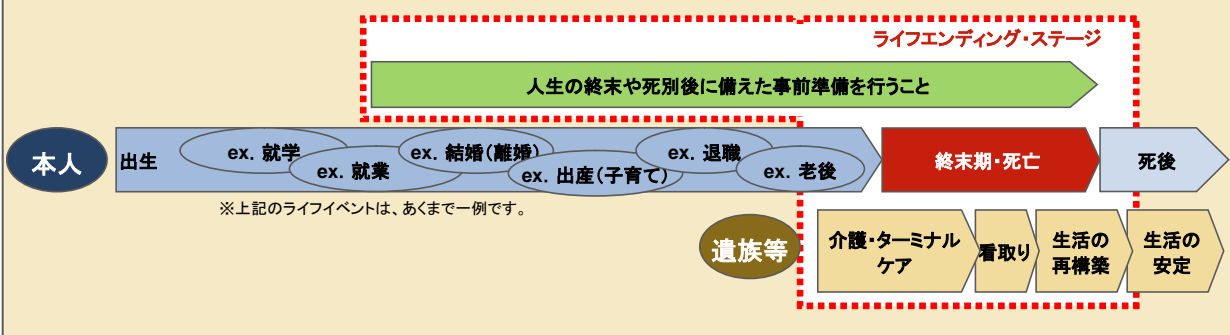 ライフエンディング・ステージ
人生の終末や死別後に備えた事前準備を行うこと
本人
出生
ex. 就学
ex. 就業
ex. 結婚(離婚)
ex. 出産(子育て)
ex. 退職
ex. 老後
終末期・死亡
死後
※上記のライフイベントは、あくまで一例です。
遺族等
介護・ターミナル
ケア
看取り
生活の
再構築
生活の
安定